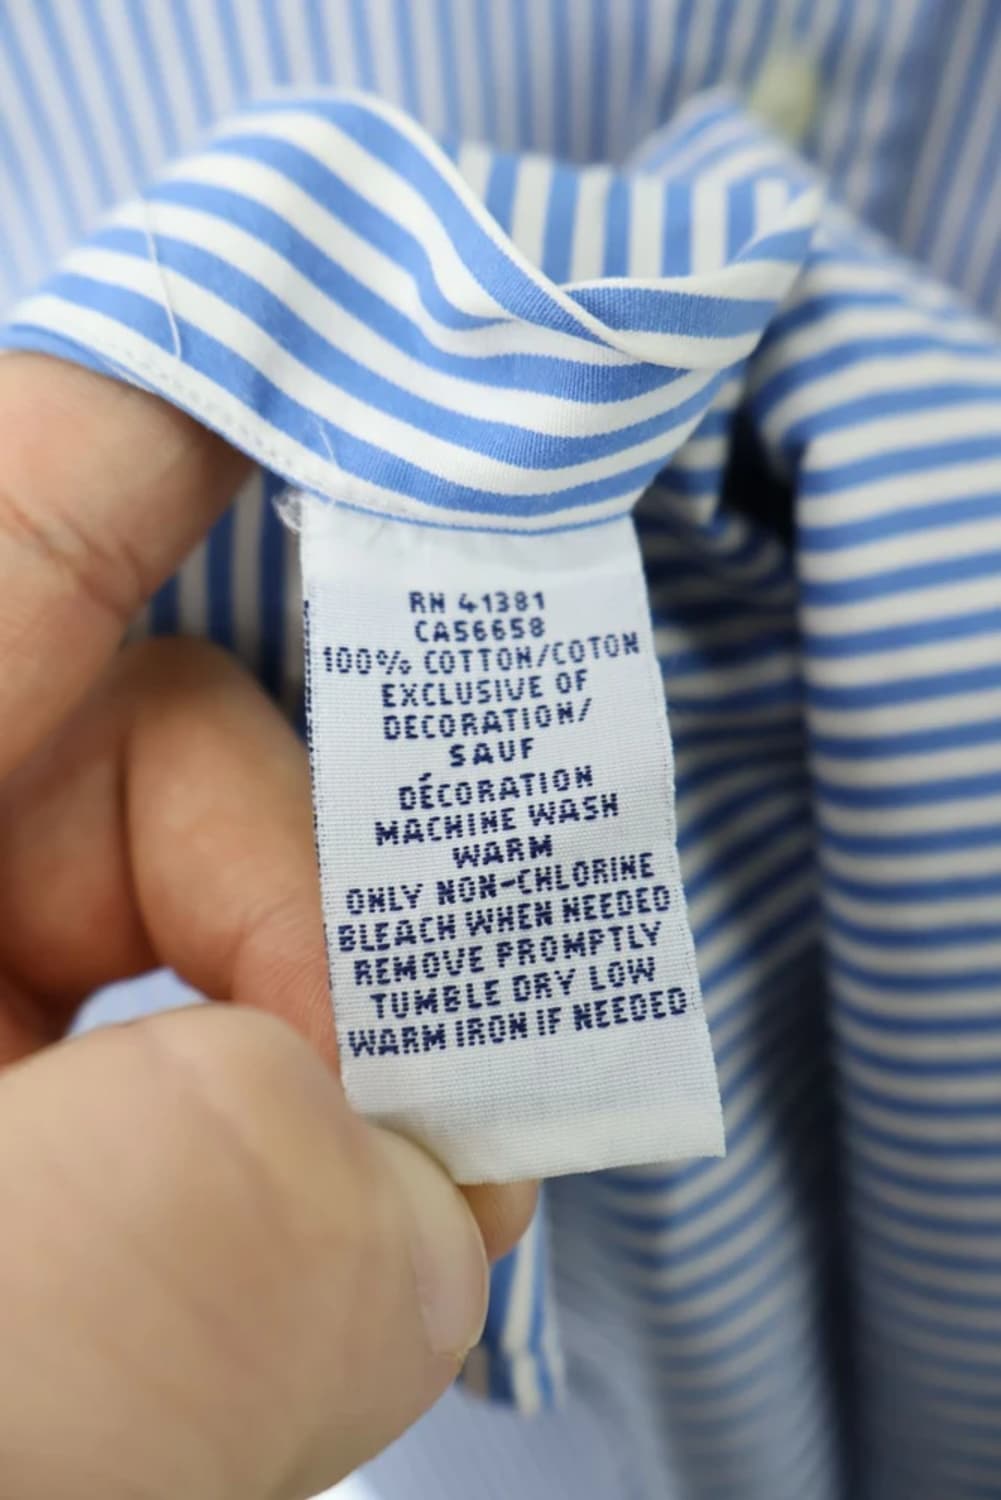 RN 41381
CA56658
100% COTTON/COTON
EXCLUSIVE OF
DECORATION/
SAUF
DÉCORATION
MACHINE WASH
WARM
ONLY NON-CHLORINE
BLEACH WHEN NEEDED
REMOVE PROMPTLY
TUMBLE DRY LOW
WARM IRON IF NEEDED